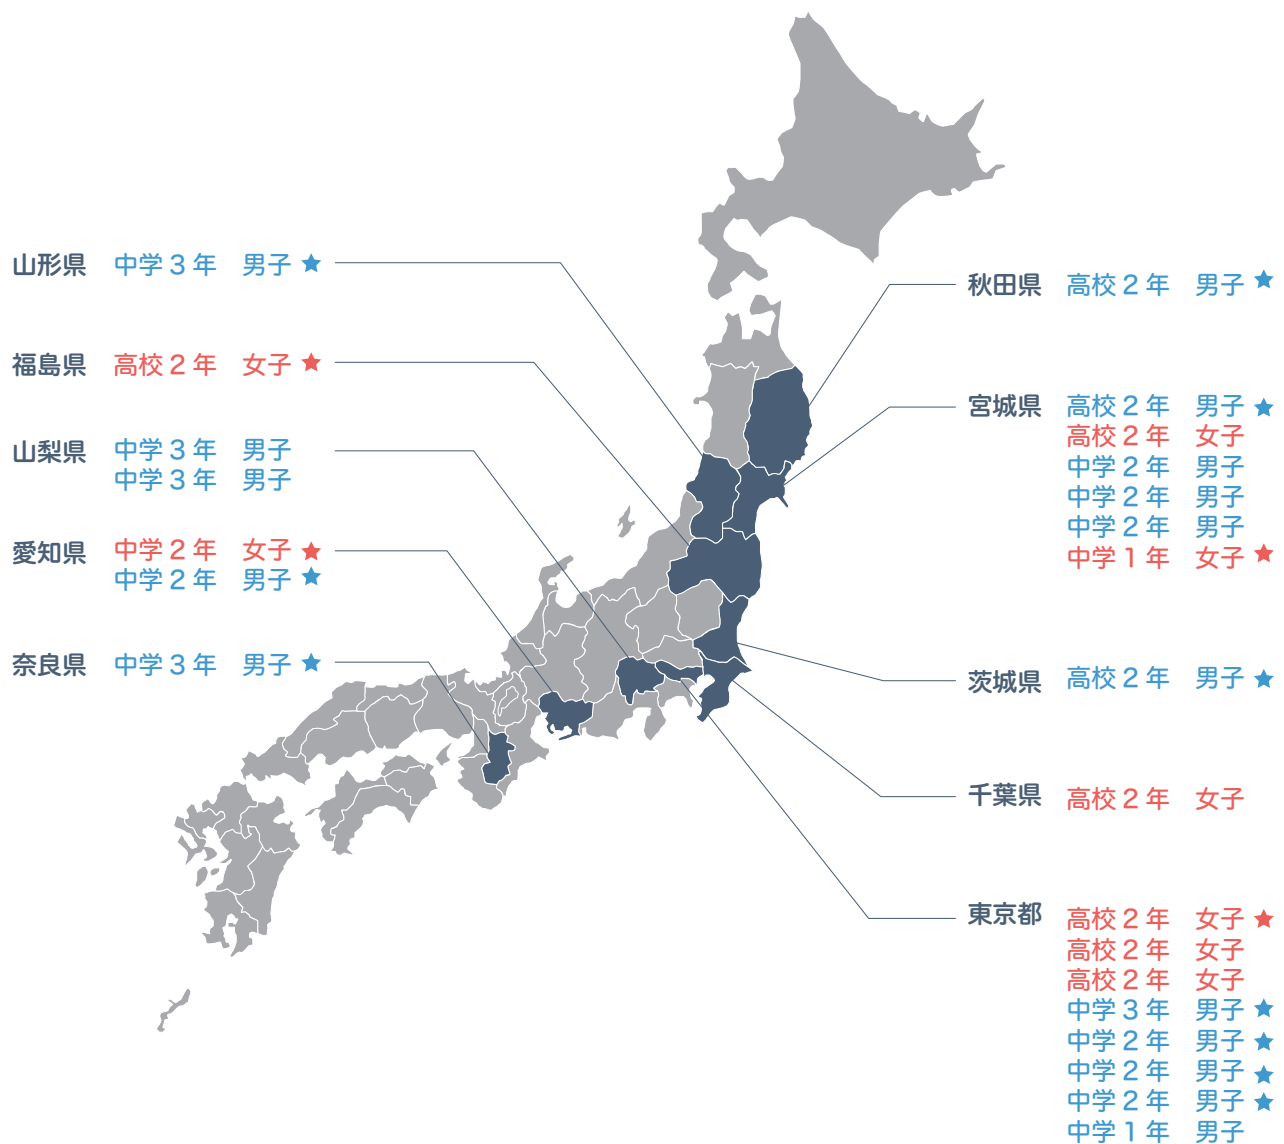 山形県 中学3年 男子 ★
福島県 高校2年 女子 ★
山梨県 中学3年 男子
中学3年 男子
愛知県 中学2年 女子 ★
中学2年 男子 ★
奈良県 中学3年 男子 ★
秋田県 高校2年 男子 ★
宮城県 高校2年 男子 ★
高校2年 女子
中学2年 男子
中学2年 男子
中学2年 男子
中学1年 女子 ★
茨城県 高校2年 男子 ★
千葉県 高校2年 女子
東京都 高校2年 女子 ★
高校2年 女子
高校2年 女子
中学3年 男子 ★
中学2年 男子 ★
中学2年 男子 ★
中学2年 男子 ★
中学1年 男子